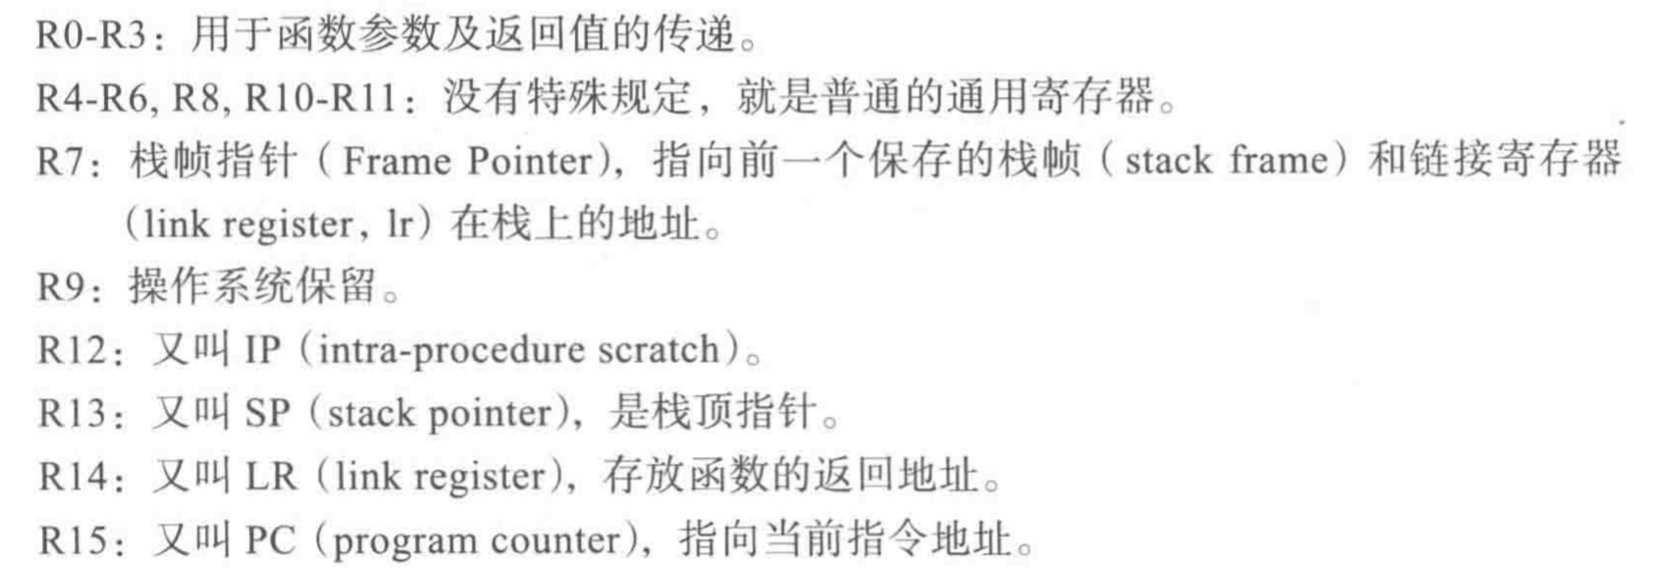 R0-R3：用于函数参数及返回值的传递。
R4-R6, R8, R10-R11：没有特殊规定，就是普通的通用寄存器。
R7：栈帧指针（Frame Pointer），指向前一个保存的栈帧（stack frame）和链接寄存器
（link register，lr）在栈上的地址。
R9：操作系统保留。
R12：又叫 IP（intra-procedure scratch）。
R13：又叫 SP（stack pointer），是栈顶指针。
R14：又叫 LR（link register），存放函数的返回地址。
R15：又叫 PC（program counter），指向当前指令地址。